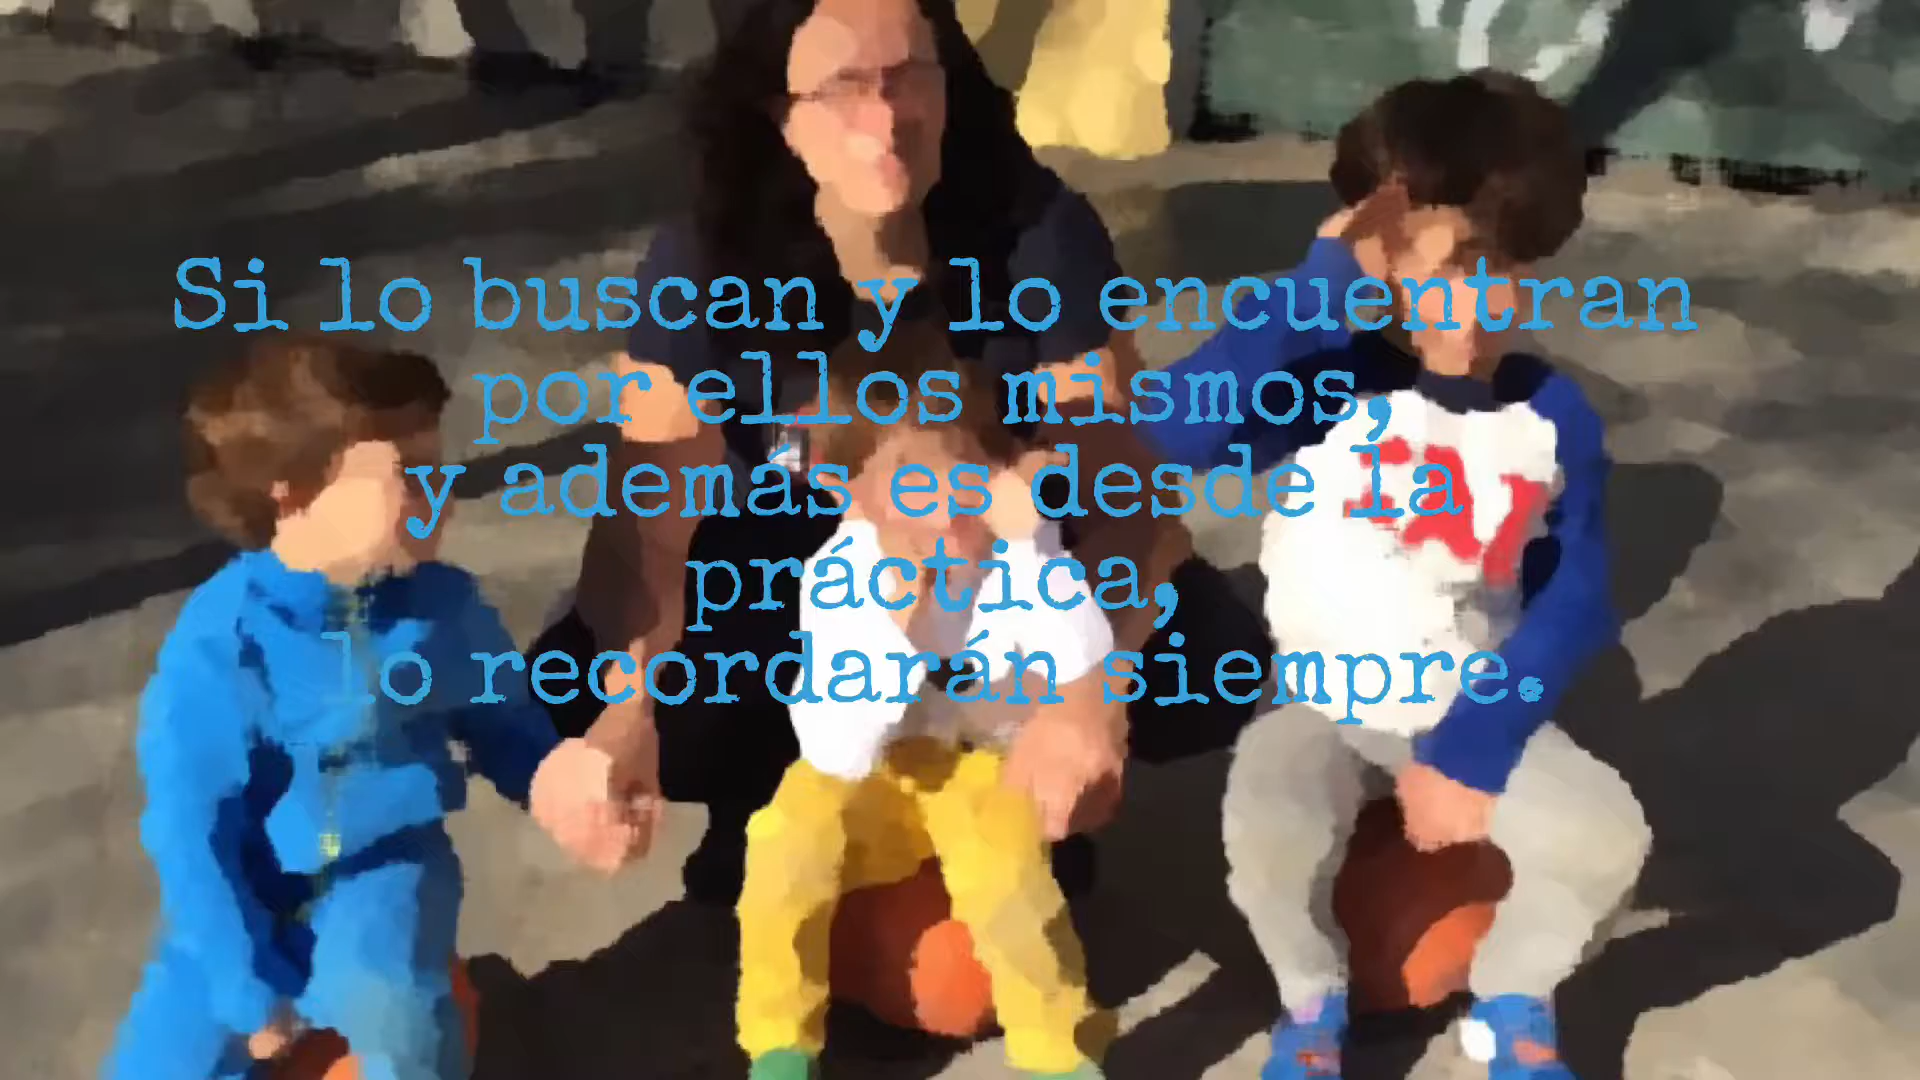 Si lo buscan y lo encuentran
por ellos mismos,
y además es desde la
práctica,
lo recordarán siempre.